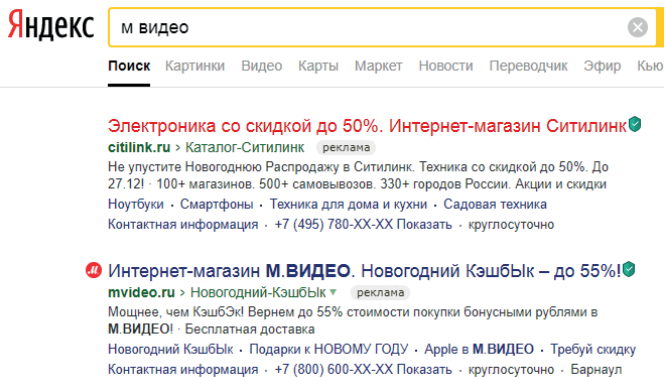 Яндекс
м видео
Поиск Картинки Видео Карты Маркет Новости Переводчик Эфир Кью
Электроника со скидкой до 50%. Интернет-магазин Ситилинк
citilink.ru > Каталог-Ситилинк реклама
Не упустите Новогоднюю Распродажу в Ситилинк. Техника со скидкой до 50%. До
27.12! · 100+ магазинов. 500+ самовывозов. 330+ городов России. Акции и скидки
Ноутбуки · Смартфоны · Техника для дома и кухни · Садовая техника
Контактная информация · +7 (495) 780-XX-XX Показать · круглосуточно
Интернет-магазин М.ВИДЕО. Новогодний КэшбЫк – до 55%!
mvideo.ru > Новогодний-КэшбЫк реклама
Мощнее, чем КэшбЭк! Вернем до 55% стоимости покупки бонусными рублями в
М.ВИДЕО! · Бесплатная доставка
Новогодний КэшбЫк · Подарки к НОВОМУ ГОДУ · Apple в М.ВИДЕО · Требуй скидку
Контактная информация · +7 (800) 600-XX-XX Показать · круглосуточно · Барнаул